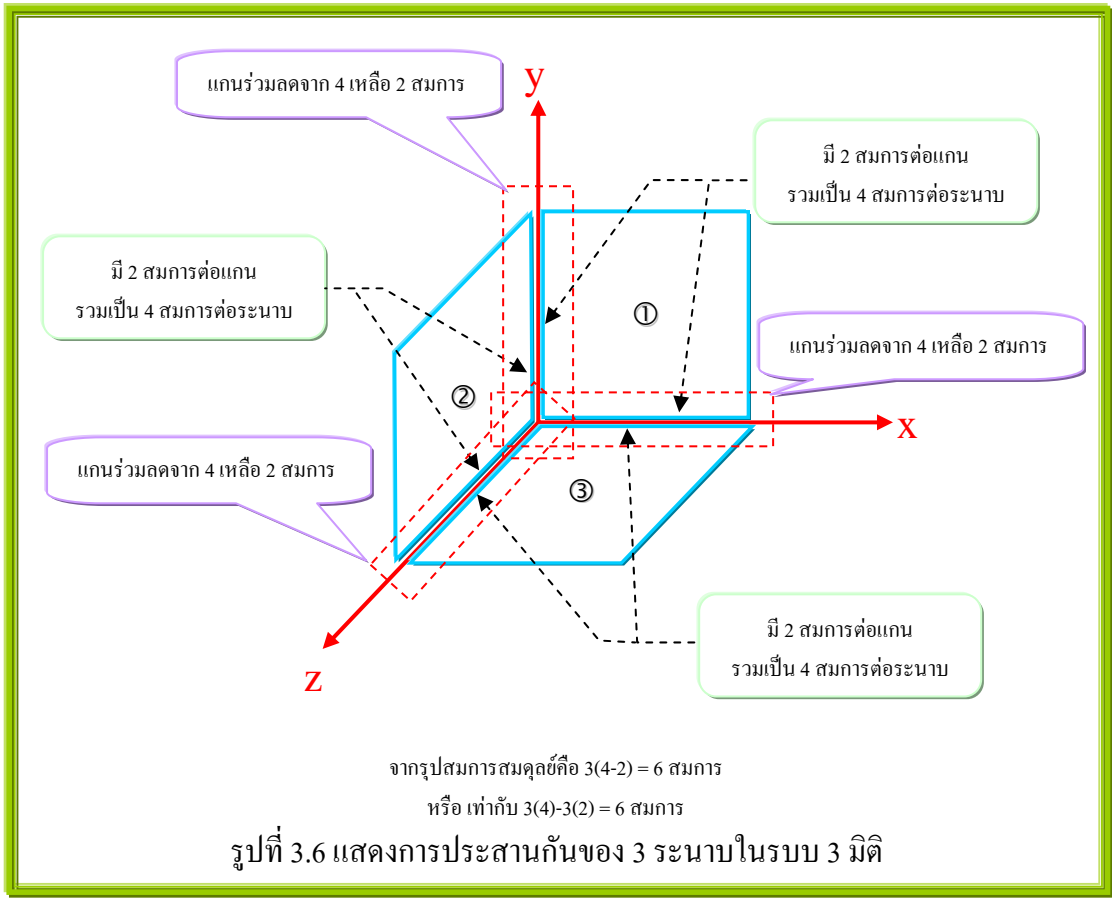 แกนร่วมลดจาก 4 เหลือ 2 สมการ
y
มี 2 สมการต่อแกน
รวมเป็น 4 สมการต่อระนาบ
มี 2 สมการต่อแกน
รวมเป็น 4 สมการต่อระนาบ
①
แกนร่วมลดจาก 4 เหลือ 2 สมการ
②
x
แกนร่วมลดจาก 4 เหลือ 2 สมการ
③
มี 2 สมการต่อแกน
รวมเป็น 4 สมการต่อระนาบ
z
จากรุปสมการสมดุลย์คือ 3(4-2) = 6 สมการ
หรือ เท่ากับ 3(4)-3(2) = 6 สมการ
รูปที่ 3.6 แสดงการประสานกันของ 3 ระนาบในรบบ 3 มิติ